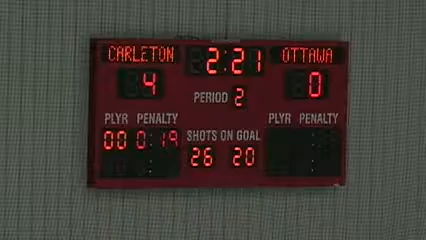 CARLETON 2:21 OTTAWA
4 0
PERIOD 2
PLYR PENALTY PLYR PENALTY
00 0:19 SHOTS ON GOAL
26 20